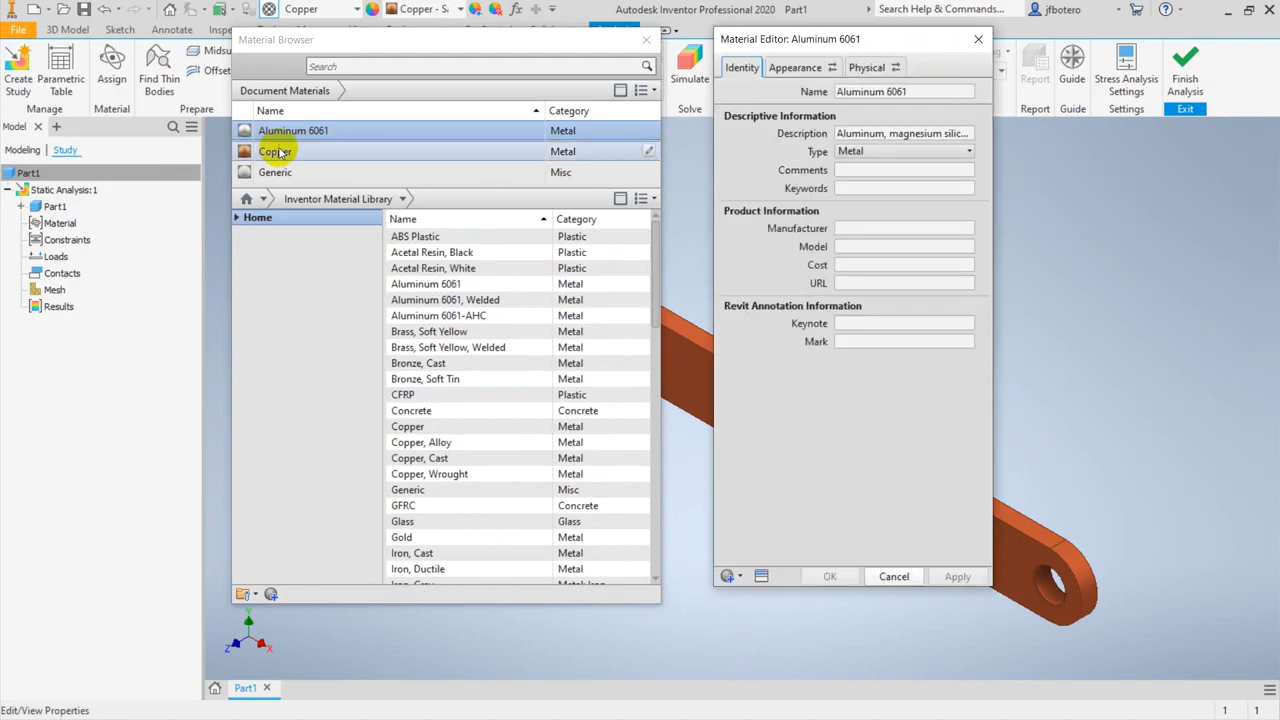 PRO
Copper
Copper - S
fx
Autodesk Inventor Professional 2020 Part1
Search Help & Commands...
jfbotero
File
3D Model
Sketch
Annotate
Inspe
Create Study
Parametric Table
Manage
Assign
Material
Find Thin Bodies
Midsu
Offset
Prepare
Simulate
Solve
Report
Guide
Report
Guide
Stress Analysis Settings
Settings
Finish Analysis
Exit
Model
Modeling
Study
Part1
Static Analysis:1
Part1
Material
Constraints
Loads
Contacts
Mesh
Results
Material Browser
Search
Document Materials
Name
Category
Aluminum 6061
Metal
Copper
Metal
Generic
Misc
Inventor Material Library
Home
Name
Category
ABS Plastic
Plastic
Acetal Resin, Black
Plastic
Acetal Resin, White
Plastic
Aluminum 6061
Metal
Aluminum 6061, Welded
Metal
Aluminum 6061-AHC
Metal
Brass, Soft Yellow
Metal
Brass, Soft Yellow, Welded
Metal
Bronze, Cast
Metal
Bronze, Soft Tin
Metal
CFRP
Plastic
Concrete
Concrete
Copper
Metal
Copper, Alloy
Metal
Copper, Cast
Metal
Copper, Wrought
Metal
Generic
Misc
GFRC
Concrete
Glass
Glass
Gold
Metal
Iron, Cast
Metal
Iron, Ductile
Metal
Material Editor: Aluminum 6061
Identity
Appearance
Physical
Name
Aluminum 6061
Descriptive Information
Description
Aluminum, magnesium silic...
Type
Metal
Comments
Keywords
Product Information
Manufacturer
Model
Cost
URL
Revit Annotation Information
Keynote
Mark
OK
Cancel
Apply
Y
Z
X
Part1
Edit/View Properties
1
1